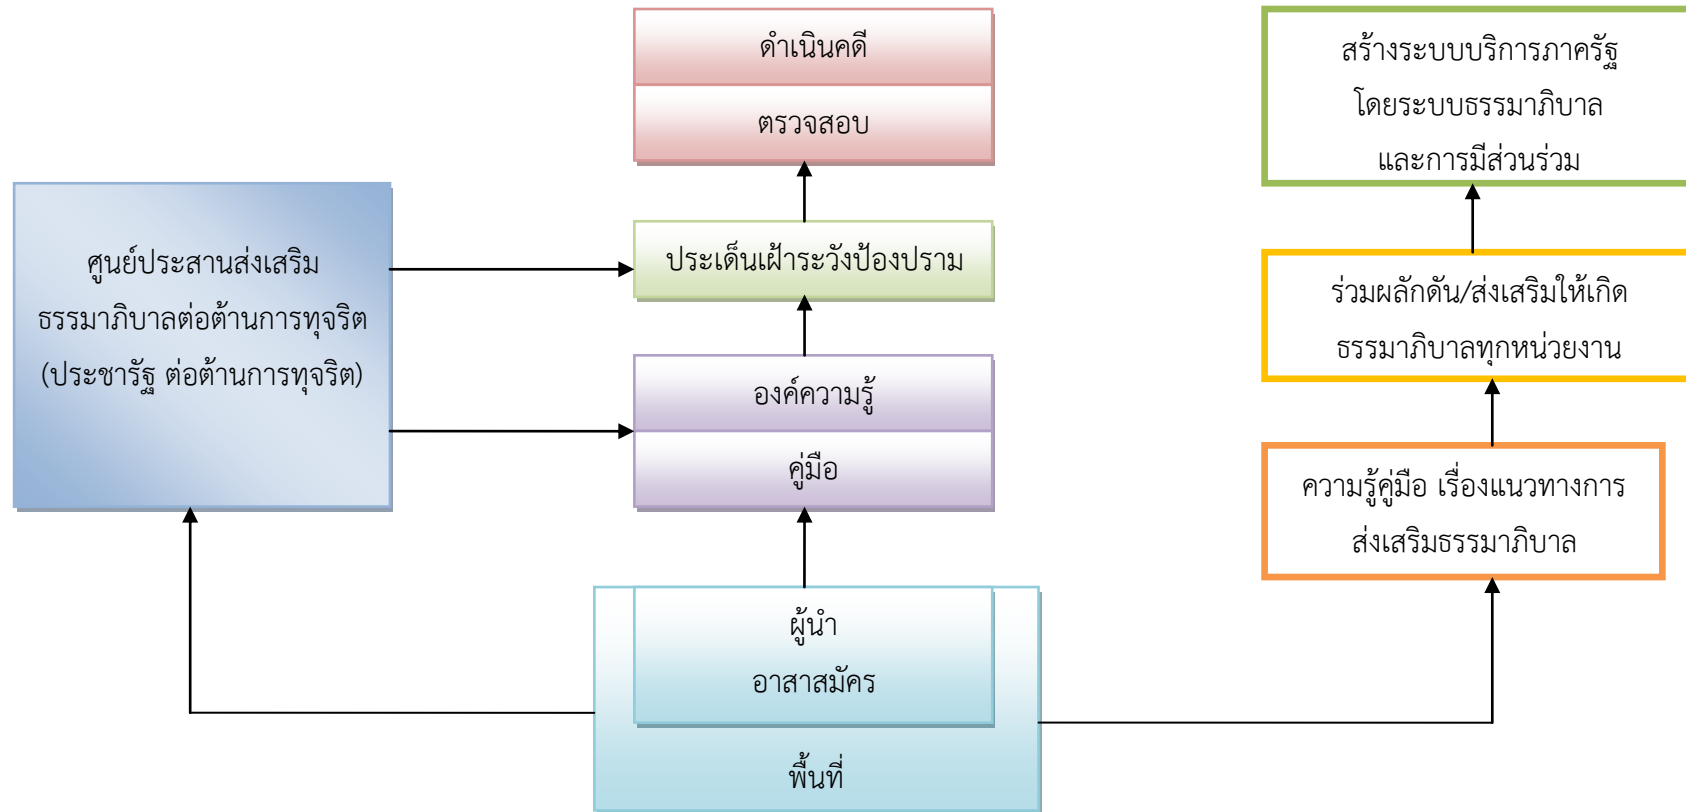 ดำเนินคดี
ตรวจสอบ
สร้างระบบบริการภาครัฐ
โดยระบบธรรมาภิบาล
และการมีส่วนร่วม
ศูนย์ประสานส่งเสริม
ธรรมาภิบาลต่อต้านการทุจริต
(ประชารัฐ ต่อต้านการทุจริต)
ประเด็นเฝ้าระวังป้องปราม
ร่วมผลักดัน/ส่งเสริมให้เกิด
ธรรมาภิบาลทุกหน่วยงาน
องค์ความรู้
คู่มือ
ความรู้คู่มือ เรื่องแนวทางการ
ส่งเสริมธรรมาภิบาล
ผู้นำ
อาสาสมัคร
พื้นที่